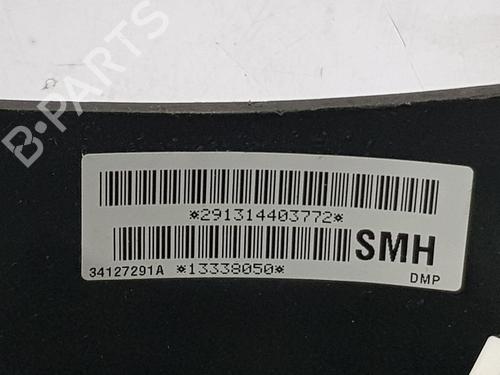 B-PARTS
*291314403772*
SMH
34127291A *13338050*
DMP